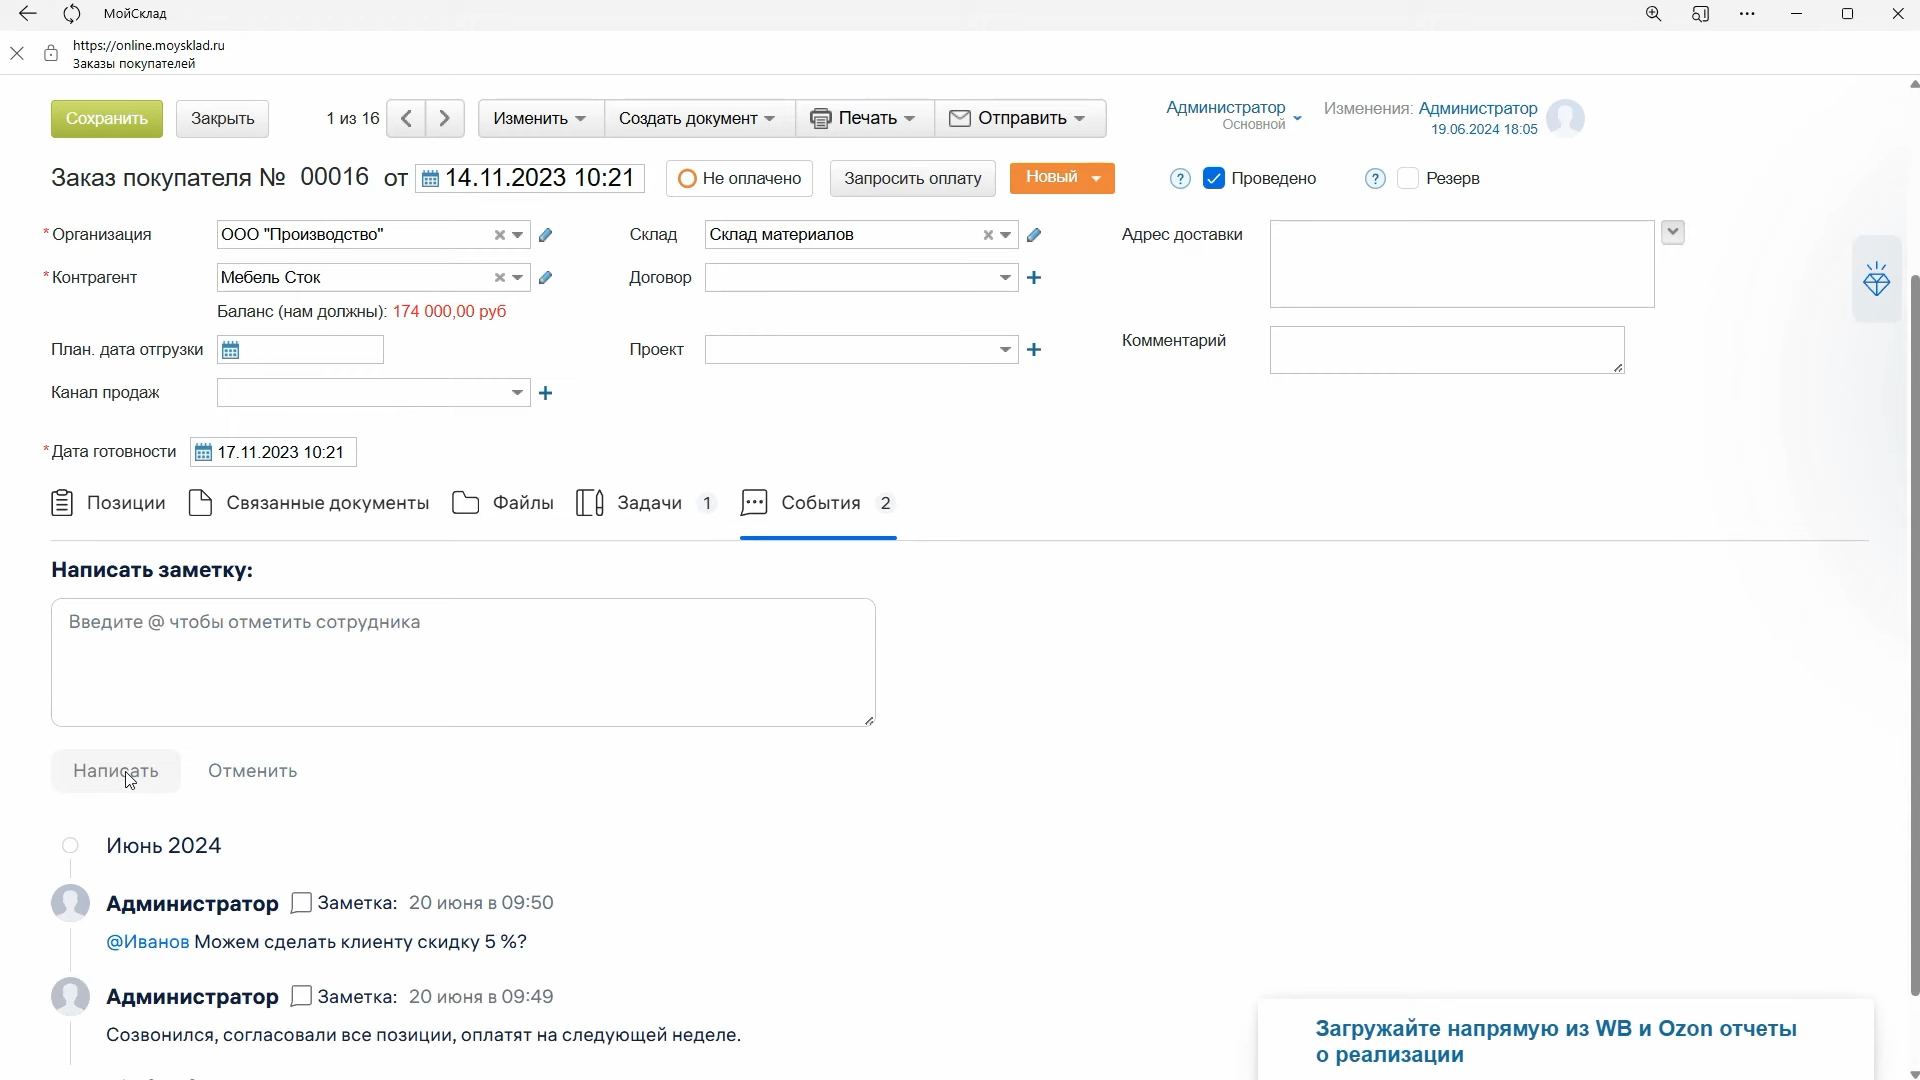 МойСклад
https://online.moysklad.ru
Заказы покупателей
Сохранить Закрыть 1 из 16 Изменить Создать документ Печать Отправить
Администратор
Основной
Изменения: Администратор
19.06.2024 18:05
Заказ покупателя № 00016 от 14.11.2023 10:21 Не оплачено Запросить оплату Новый ? Проведено ? Резерв
* Организация ООО "Производство" Склад Склад материалов Адрес доставки
* Контрагент Мебель Сток Договор
Баланс (нам должны): 174 000,00 руб
План. дата отгрузки Проект Комментарий
Канал продаж
* Дата готовности 17.11.2023 10:21
Позиции Связанные документы Файлы Задачи 1 События 2
Написать заметку:
Введите @ чтобы отметить сотрудника
Написать Отменить
Июнь 2024
Администратор Заметка: 20 июня в 09:50
@Иванов Можем сделать клиенту скидку 5 %?
Администратор Заметка: 20 июня в 09:49
Созвонился, согласовали все позиции, оплатят на следующей неделе.
Загружайте напрямую из WB и Ozon отчеты
о реализации